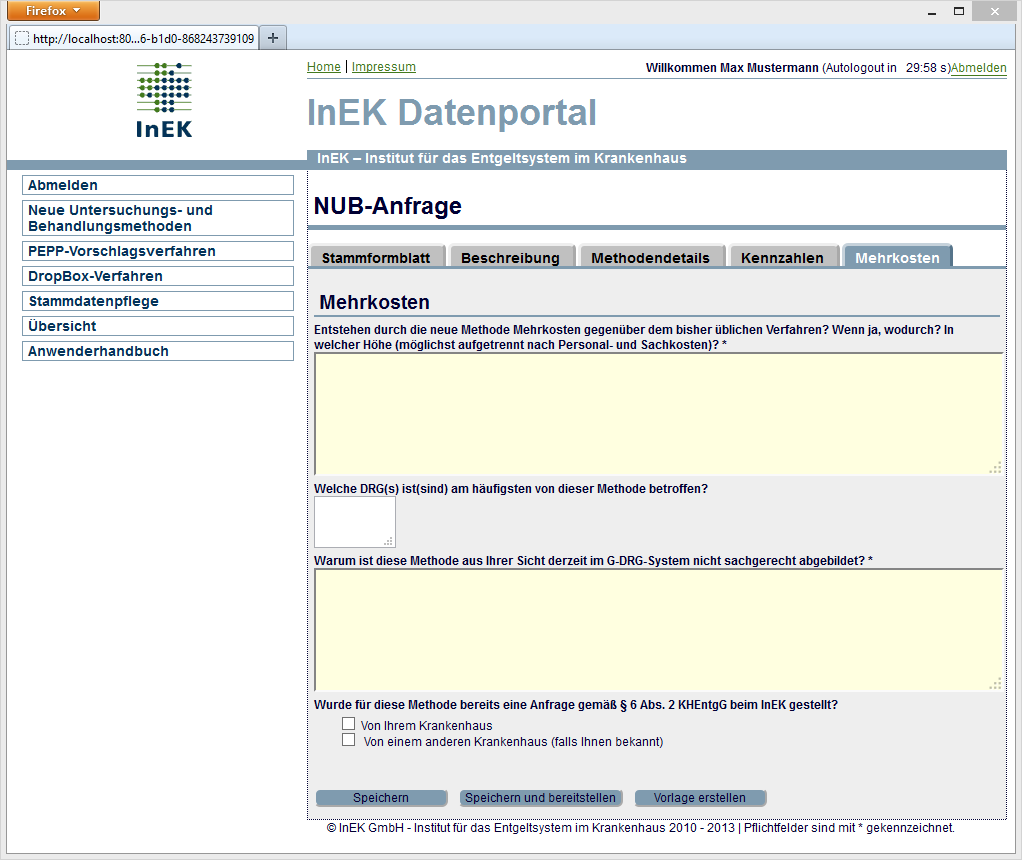 Firefox
http://localhost:80...6-b1d0-868243739109
InEK
Home | Impressum
Willkommen Max Mustermann (Autologout in 29:58 s)Abmelden
InEK Datenportal
InEK – Institut für das Entgeltsystem im Krankenhaus
Abmelden
Neue Untersuchungs- und
Behandlungsmethoden
PEPP-Vorschlagsverfahren
DropBox-Verfahren
Stammdatenpflege
Übersicht
Anwenderhandbuch
NUB-Anfrage
Stammformblatt Beschreibung Methodendetails Kennzahlen Mehrkosten
Mehrkosten
Entstehen durch die neue Methode Mehrkosten gegenüber dem bisher üblichen Verfahren? Wenn ja, wodurch? In
welcher Höhe (möglichst aufgetrennt nach Personal- und Sachkosten)? *
Welche DRG(s) ist(sind) am häufigsten von dieser Methode betroffen?
Warum ist diese Methode aus Ihrer Sicht derzeit im G-DRG-System nicht sachgerecht abgebildet? *
Wurde für diese Methode bereits eine Anfrage gemäß § 6 Abs. 2 KHEntgG beim InEK gestellt?
Von Ihrem Krankenhaus
Von einem anderen Krankenhaus (falls Ihnen bekannt)
Speichern Speichern und bereitstellen Vorlage erstellen
© InEK GmbH - Institut für das Entgeltsystem im Krankenhaus 2010 - 2013 | Pflichtfelder sind mit * gekennzeichnet.